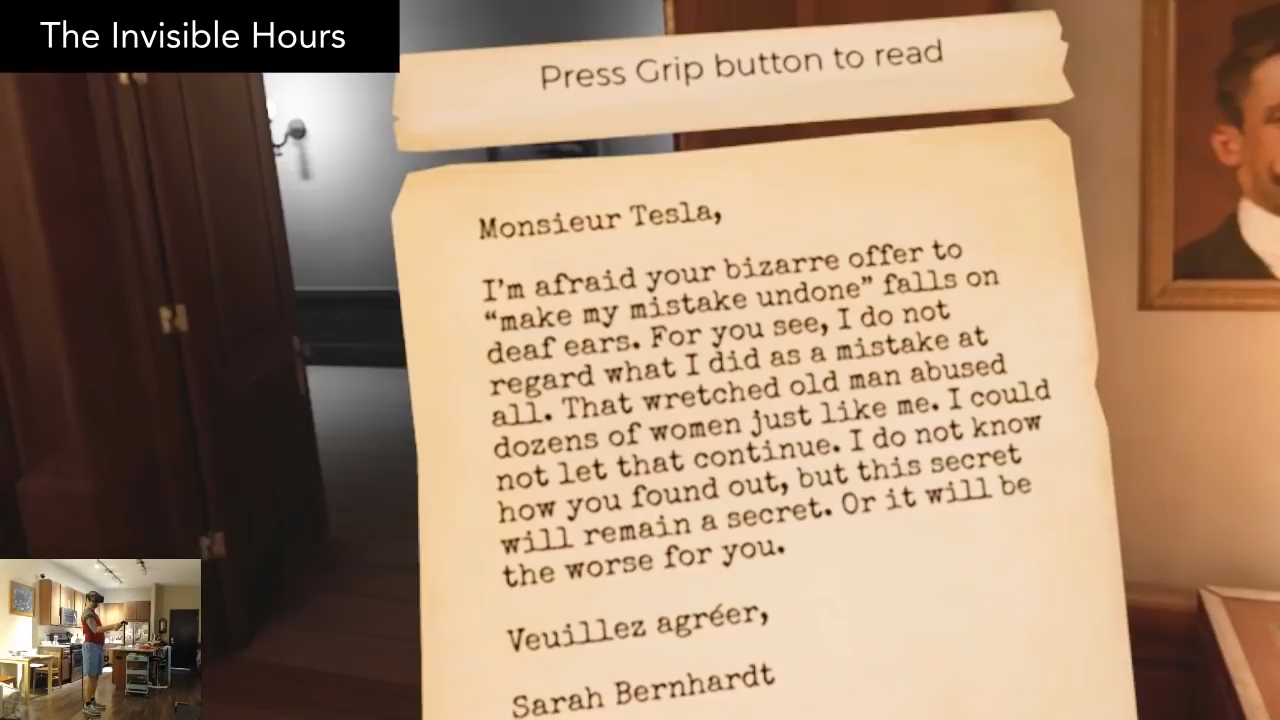 The Invisible Hours
Press Grip button to read
Monsieur Tesla,
I'm afraid your bizarre offer to
“make my mistake undone” falls on
deaf ears. For you see, I do not
regard what I did as a mistake at
all. That wretched old man abused
dozens of women just like me. I could
not let that continue. I do not know
how you found out, but this secret
will remain a secret. Or it will be
the worse for you.
Veuillez agréer,
Sarah Bernhardt